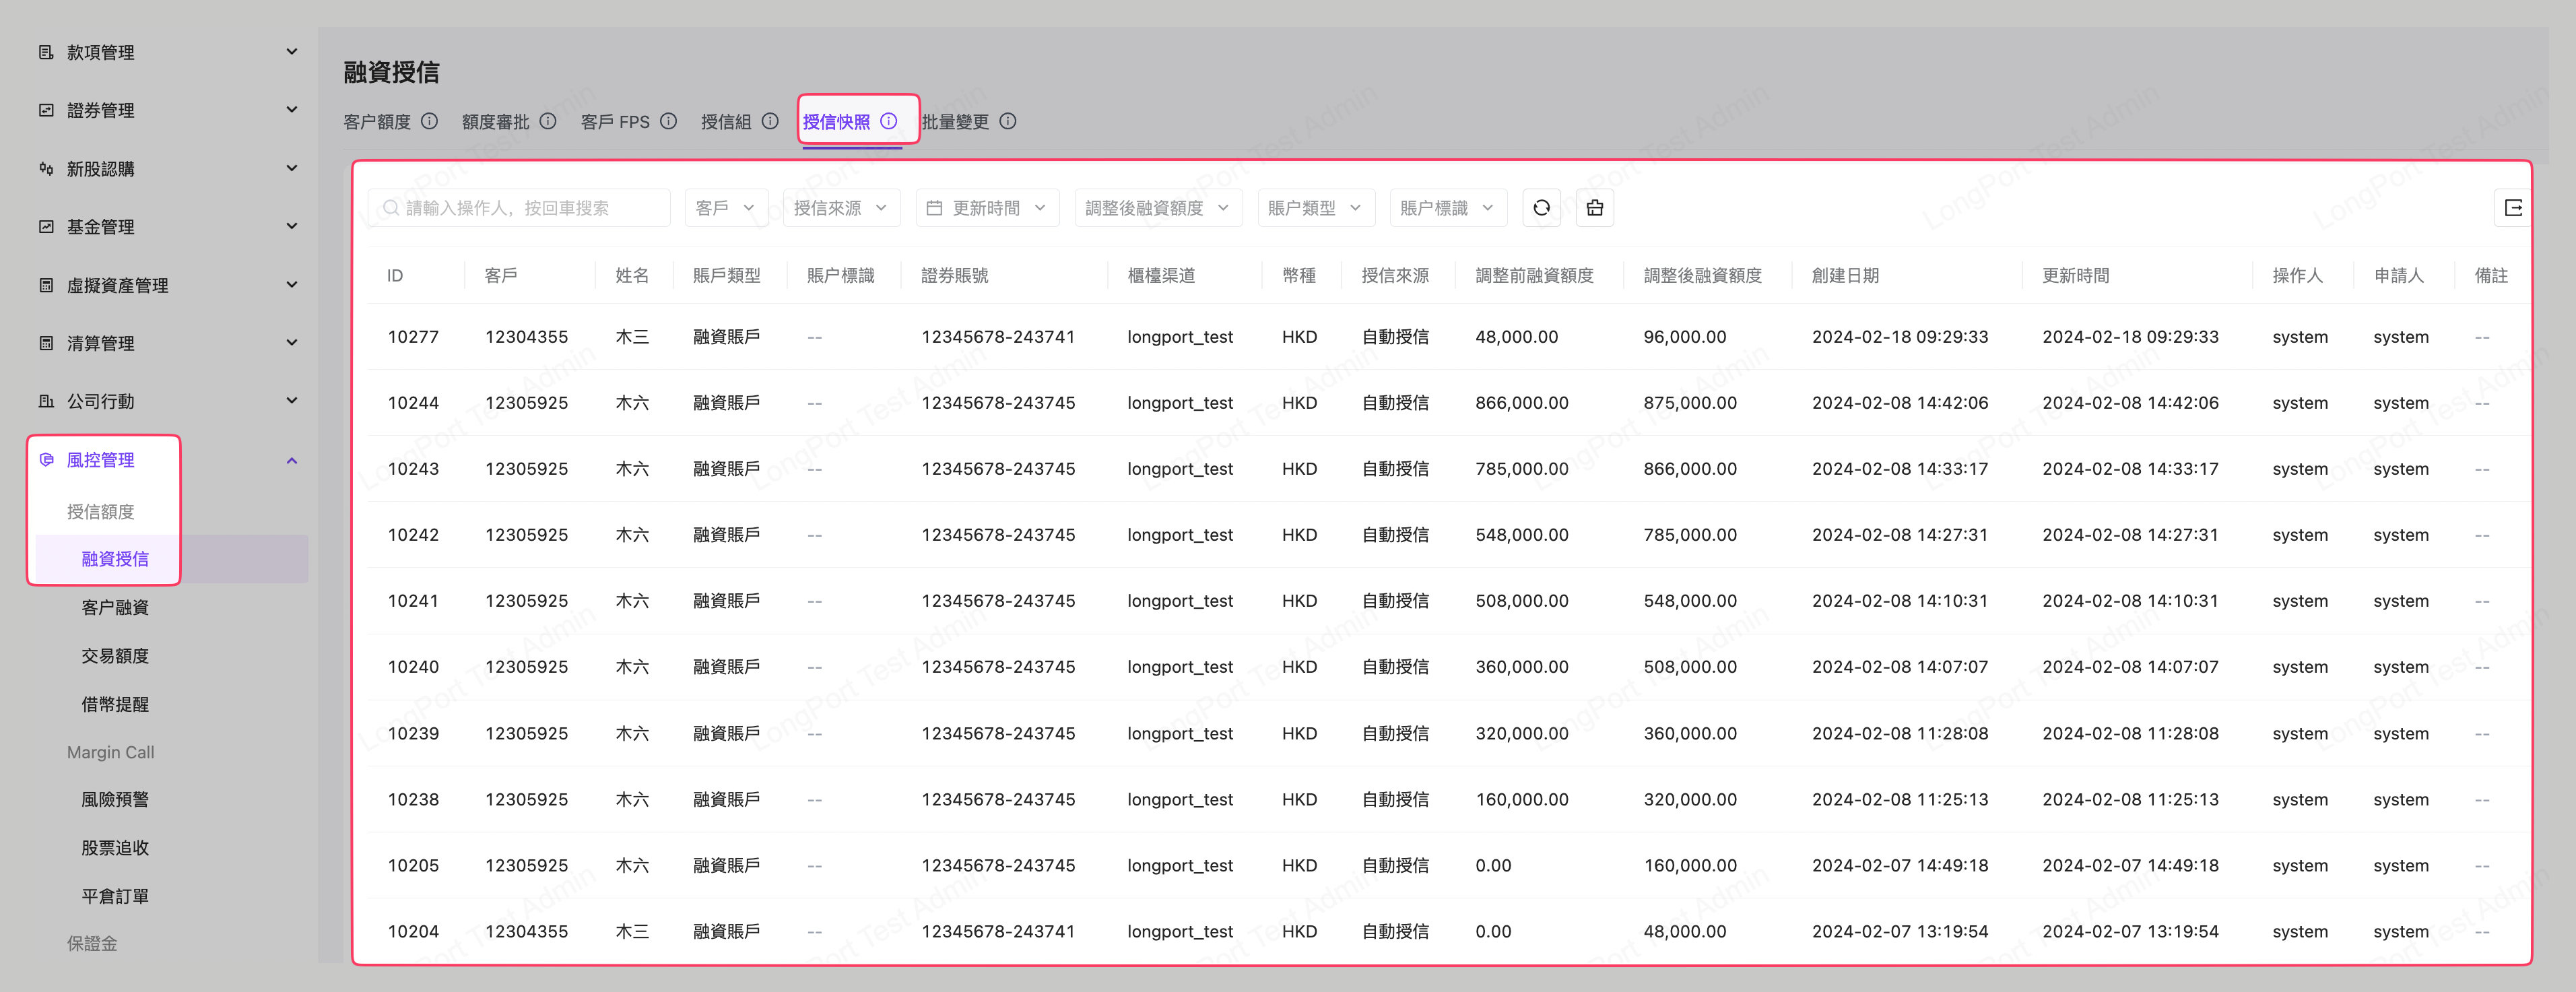 款項管理
證券管理
新股認購
基金管理
虛擬資產管理
清算管理
公司行動
風控管理
授信額度
融資授信
客户融資
交易額度
借幣提醒
Margin Call
風險預警
股票追收
平倉訂單
保證金
融資授信
客户額度 額度審批 客戶 FPS 授信組 授信快照 批量變更
請輸入操作人，按回車搜索 客戶 授信來源 更新時間 調整後融資額度 賬户類型 賬户標識
ID 客戶 姓名 賬戶類型 賬户標識 證券賬號 櫃檯渠道 幣種 授信來源 調整前融資額度 調整後融資額度 創建日期 更新時間 操作人 申請人 備註
10277 12304355 木三 融資賬戶 -- 12345678-243741 longport_test HKD 自動授信 48,000.00 96,000.00 2024-02-18 09:29:33 2024-02-18 09:29:33 system system --
10244 12305925 木六 融資賬戶 -- 12345678-243745 longport_test HKD 自動授信 866,000.00 875,000.00 2024-02-08 14:42:06 2024-02-08 14:42:06 system system --
10243 12305925 木六 融資賬戶 -- 12345678-243745 longport_test HKD 自動授信 785,000.00 866,000.00 2024-02-08 14:33:17 2024-02-08 14:33:17 system system --
10242 12305925 木六 融資賬戶 -- 12345678-243745 longport_test HKD 自動授信 548,000.00 785,000.00 2024-02-08 14:27:31 2024-02-08 14:27:31 system system --
10241 12305925 木六 融資賬戶 -- 12345678-243745 longport_test HKD 自動授信 508,000.00 548,000.00 2024-02-08 14:10:31 2024-02-08 14:10:31 system system --
10240 12305925 木六 融資賬戶 -- 12345678-243745 longport_test HKD 自動授信 360,000.00 508,000.00 2024-02-08 14:07:07 2024-02-08 14:07:07 system system --
10239 12305925 木六 融資賬戶 -- 12345678-243745 longport_test HKD 自動授信 320,000.00 360,000.00 2024-02-08 11:28:08 2024-02-08 11:28:08 system system --
10238 12305925 木六 融資賬戶 -- 12345678-243745 longport_test HKD 自動授信 160,000.00 320,000.00 2024-02-08 11:25:13 2024-02-08 11:25:13 system system --
10205 12305925 木六 融資賬戶 -- 12345678-243745 longport_test HKD 自動授信 0.00 160,000.00 2024-02-07 14:49:18 2024-02-07 14:49:18 system system --
10204 12304355 木三 融資賬戶 -- 12345678-243741 longport_test HKD 自動授信 0.00 48,000.00 2024-02-07 13:19:54 2024-02-07 13:19:54 system system --
LongPort Test Admin